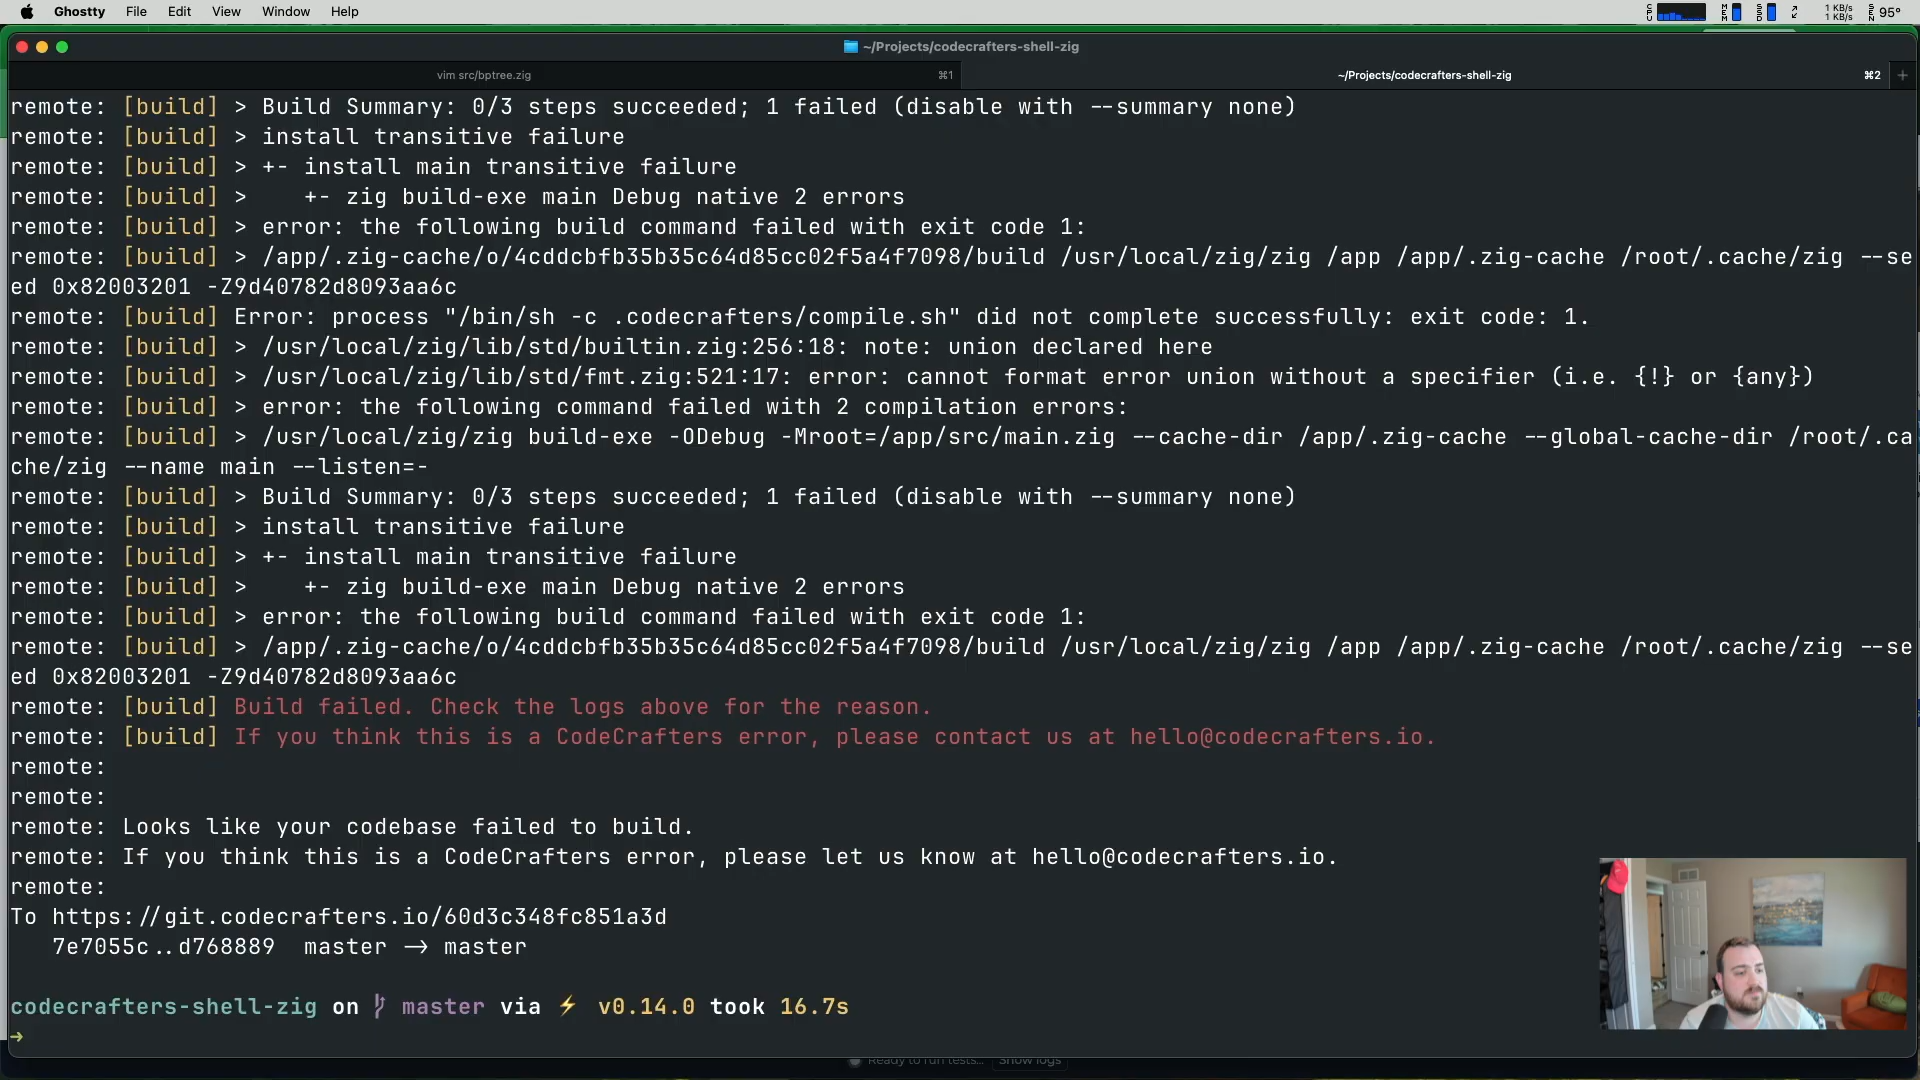 Ghostty File Edit View Window Help
CPU MEM SSD 1 KB/s 1 KB/s SEN 95°
~/Projects/codecrafters-shell-zig
vim src/bptree.zig ⌘1 ~/Projects/codecrafters-shell-zig ⌘2 +
remote: [build] > Build Summary: 0/3 steps succeeded; 1 failed (disable with --summary none)
remote: [build] > install transitive failure
remote: [build] > +- install main transitive failure
remote: [build] >    +- zig build-exe main Debug native 2 errors
remote: [build] > error: the following build command failed with exit code 1:
remote: [build] > /app/.zig-cache/o/4cddcbfb35b35c64d85cc02f5a4f7098/build /usr/local/zig/zig /app /app/.zig-cache /root/.cache/zig --se
ed 0x82003201 -Z9d40782d8093aa6c
remote: [build] Error: process "/bin/sh -c .codecrafters/compile.sh" did not complete successfully: exit code: 1.
remote: [build] > /usr/local/zig/lib/std/builtin.zig:256:18: note: union declared here
remote: [build] > /usr/local/zig/lib/std/fmt.zig:521:17: error: cannot format error union without a specifier (i.e. {!} or {any})
remote: [build] > error: the following command failed with 2 compilation errors:
remote: [build] > /usr/local/zig/zig build-exe -ODebug -Mroot=/app/src/main.zig --cache-dir /app/.zig-cache --global-cache-dir /root/.ca
che/zig --name main --listen=-
remote: [build] > Build Summary: 0/3 steps succeeded; 1 failed (disable with --summary none)
remote: [build] > install transitive failure
remote: [build] > +- install main transitive failure
remote: [build] >    +- zig build-exe main Debug native 2 errors
remote: [build] > error: the following build command failed with exit code 1:
remote: [build] > /app/.zig-cache/o/4cddcbfb35b35c64d85cc02f5a4f7098/build /usr/local/zig/zig /app /app/.zig-cache /root/.cache/zig --se
ed 0x82003201 -Z9d40782d8093aa6c
remote: [build] Build failed. Check the logs above for the reason.
remote: [build] If you think this is a CodeCrafters error, please contact us at hello@codecrafters.io.
remote:
remote:
remote: Looks like your codebase failed to build.
remote: If you think this is a CodeCrafters error, please let us know at hello@codecrafters.io.
remote:
To https://git.codecrafters.io/60d3c348fc851a3d
   7e7055c..d768889  master -> master
codecrafters-shell-zig on master via ⚡ v0.14.0 took 16.7s
→
Ready to run tests... Show logs